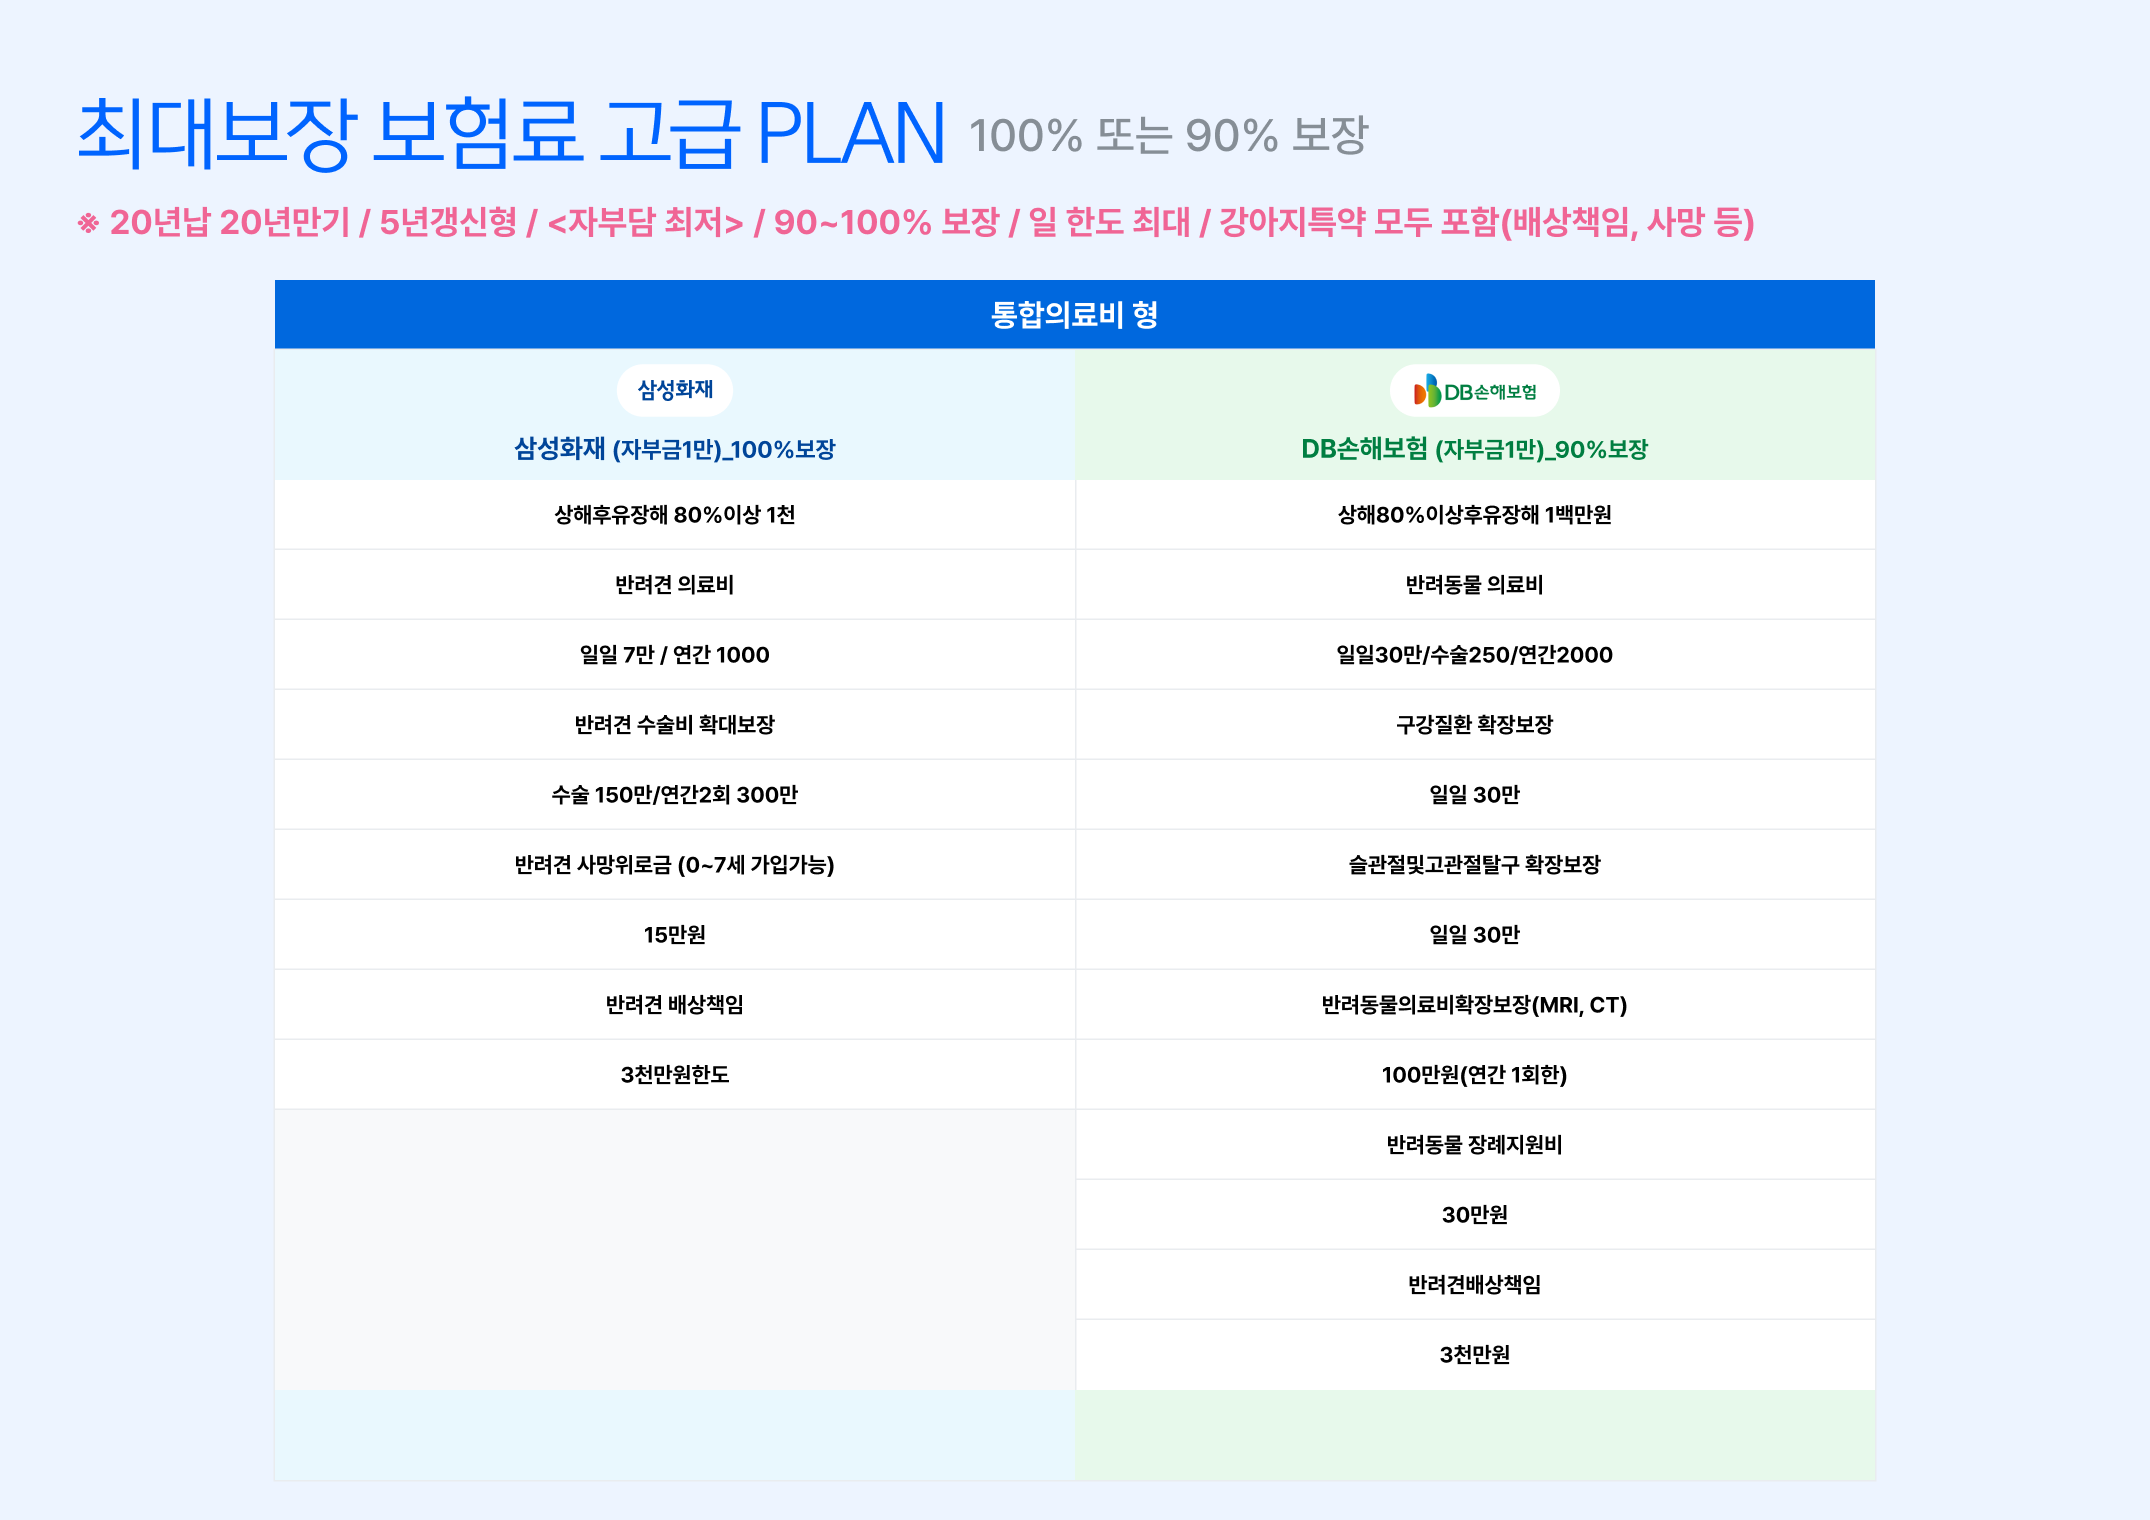 최대보장 보험료 고급 PLAN 100% 또는 90% 보장
※ 20년납 20년만기 / 5년갱신형 / <자부담 최저> / 90~100% 보장 / 일 한도 최대 / 강아지특약 모두 포함(배상책임, 사망 등)
통합의료비 형
삼성화재
DB손해보험
삼성화재 (자부금1만)_100%보장
DB손해보험 (자부금1만)_90%보장
상해후유장해 80%이상 1천
상해80%이상후유장해 1백만원
반려견 의료비
반려동물 의료비
일일 7만 / 연간 1000
일일30만/수술250/연간2000
반려견 수술비 확대보장
구강질환 확장보장
수술 150만/연간2회 300만
일일 30만
반려견 사망위로금 (0~7세 가입가능)
슬관절및고관절탈구 확장보장
15만원
일일 30만
반려견 배상책임
반려동물의료비확장보장(MRI, CT)
3천만원한도
100만원(연간 1회한)
반려동물 장례지원비
30만원
반려견배상책임
3천만원